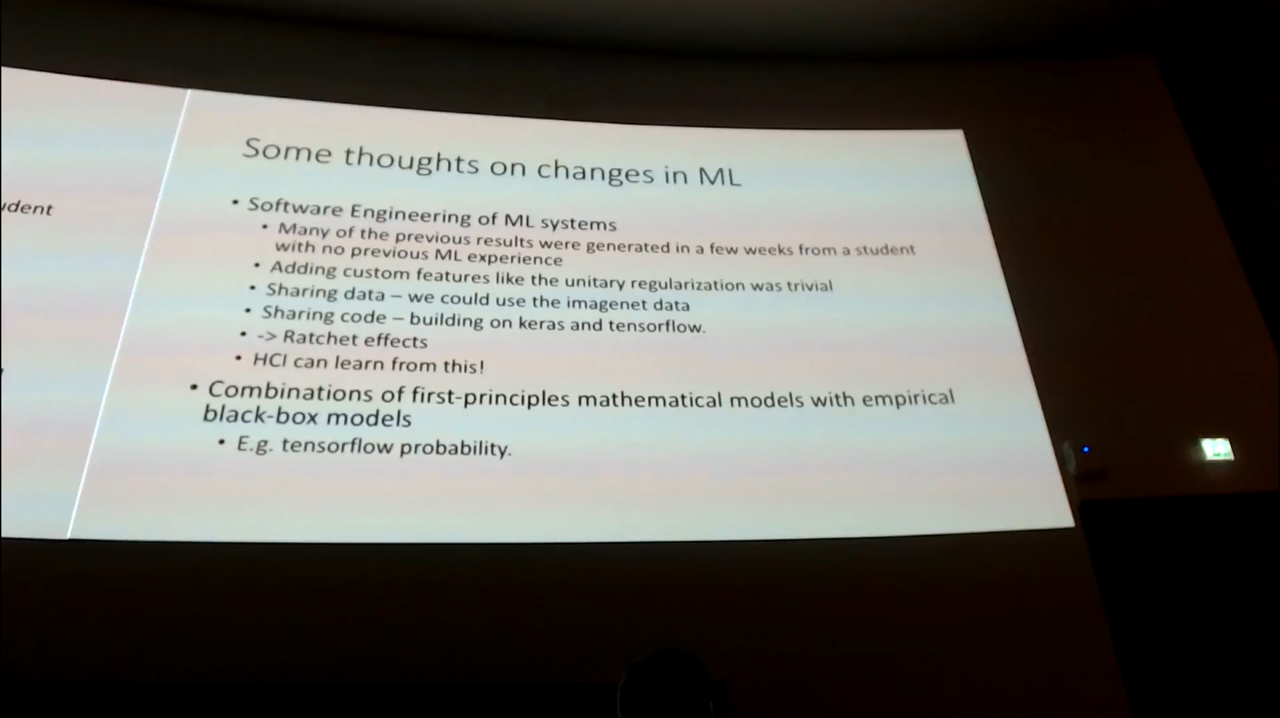 udent
Some thoughts on changes in ML
• Software Engineering of ML systems
• Many of the previous results were generated in a few weeks from a student
with no previous ML experience
• Adding custom features like the unitary regularization was trivial
• Sharing data – we could use the imagenet data
• Sharing code – building on keras and tensorflow.
• -> Ratchet effects
• HCI can learn from this!
• Combinations of first-principles mathematical models with empirical
black-box models
• E.g. tensorflow probability.